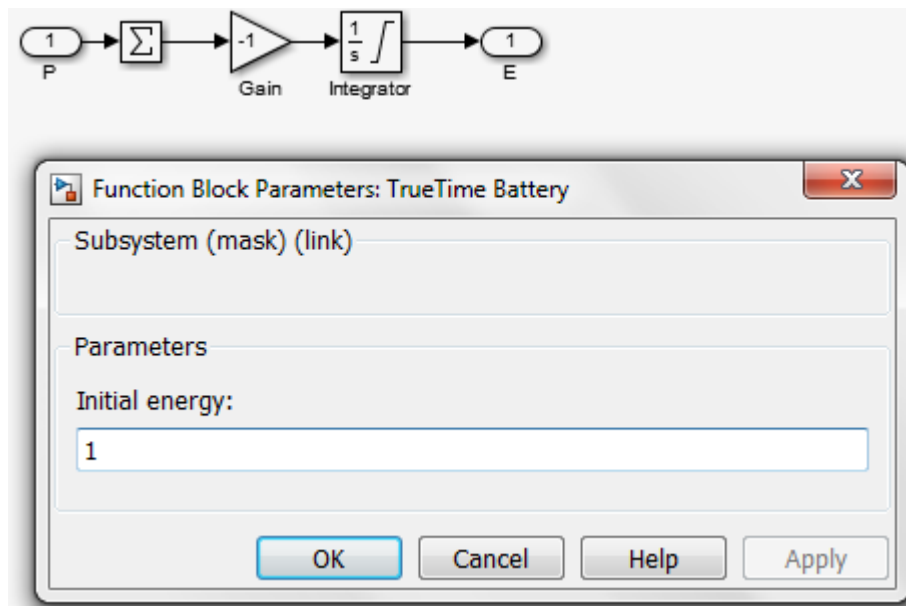 1
P
Σ
-1
Gain
1
s
Integrator
1
E
Function Block Parameters: TrueTime Battery
Subsystem (mask) (link)
Parameters
Initial energy:
1
OK Cancel Help Apply